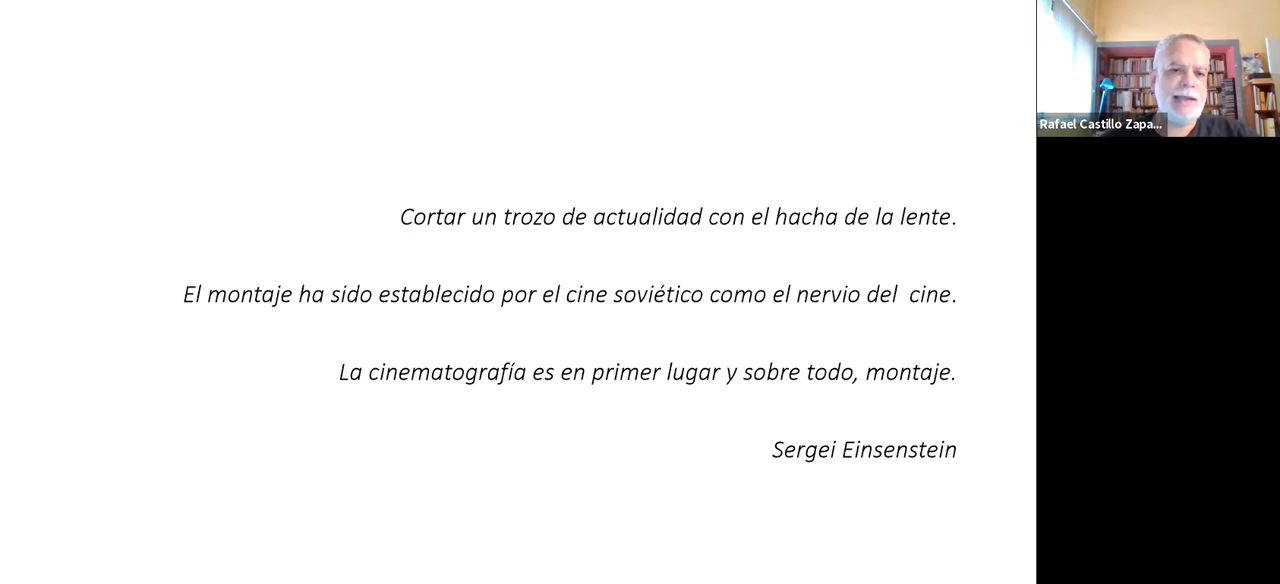 Rafael Castillo Zapa...
Cortar un trozo de actualidad con el hacha de la lente.
El montaje ha sido establecido por el cine soviético como el nervio del  cine.
La cinematografía es en primer lugar y sobre todo, montaje.
Sergei Einsenstein